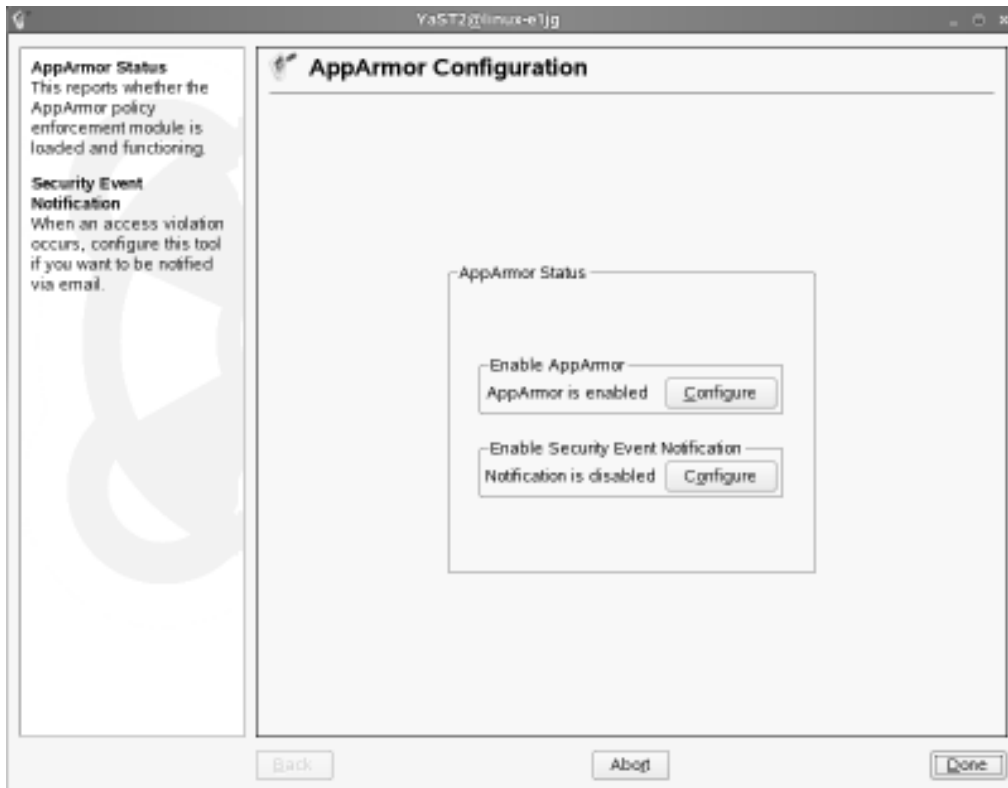 YaST2@linux-e1jg
AppArmor Status
This reports whether the
AppArmor policy
enforcement module is
loaded and functioning.
Security Event
Notification
When an access violation
occurs, configure this tool
if you want to be notified
via email.
AppArmor Configuration
AppArmor Status
Enable AppArmor
AppArmor is enabled Configure
Enable Security Event Notification
Notification is disabled Configure
Back Abort Done